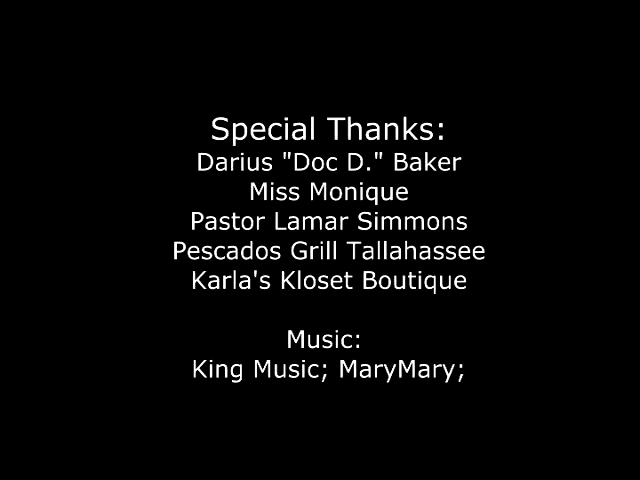 Special Thanks:
Darius "Doc D." Baker
Miss Monique
Pastor Lamar Simmons
Pescados Grill Tallahassee
Karla's Kloset Boutique
Music:
King Music; MaryMary;